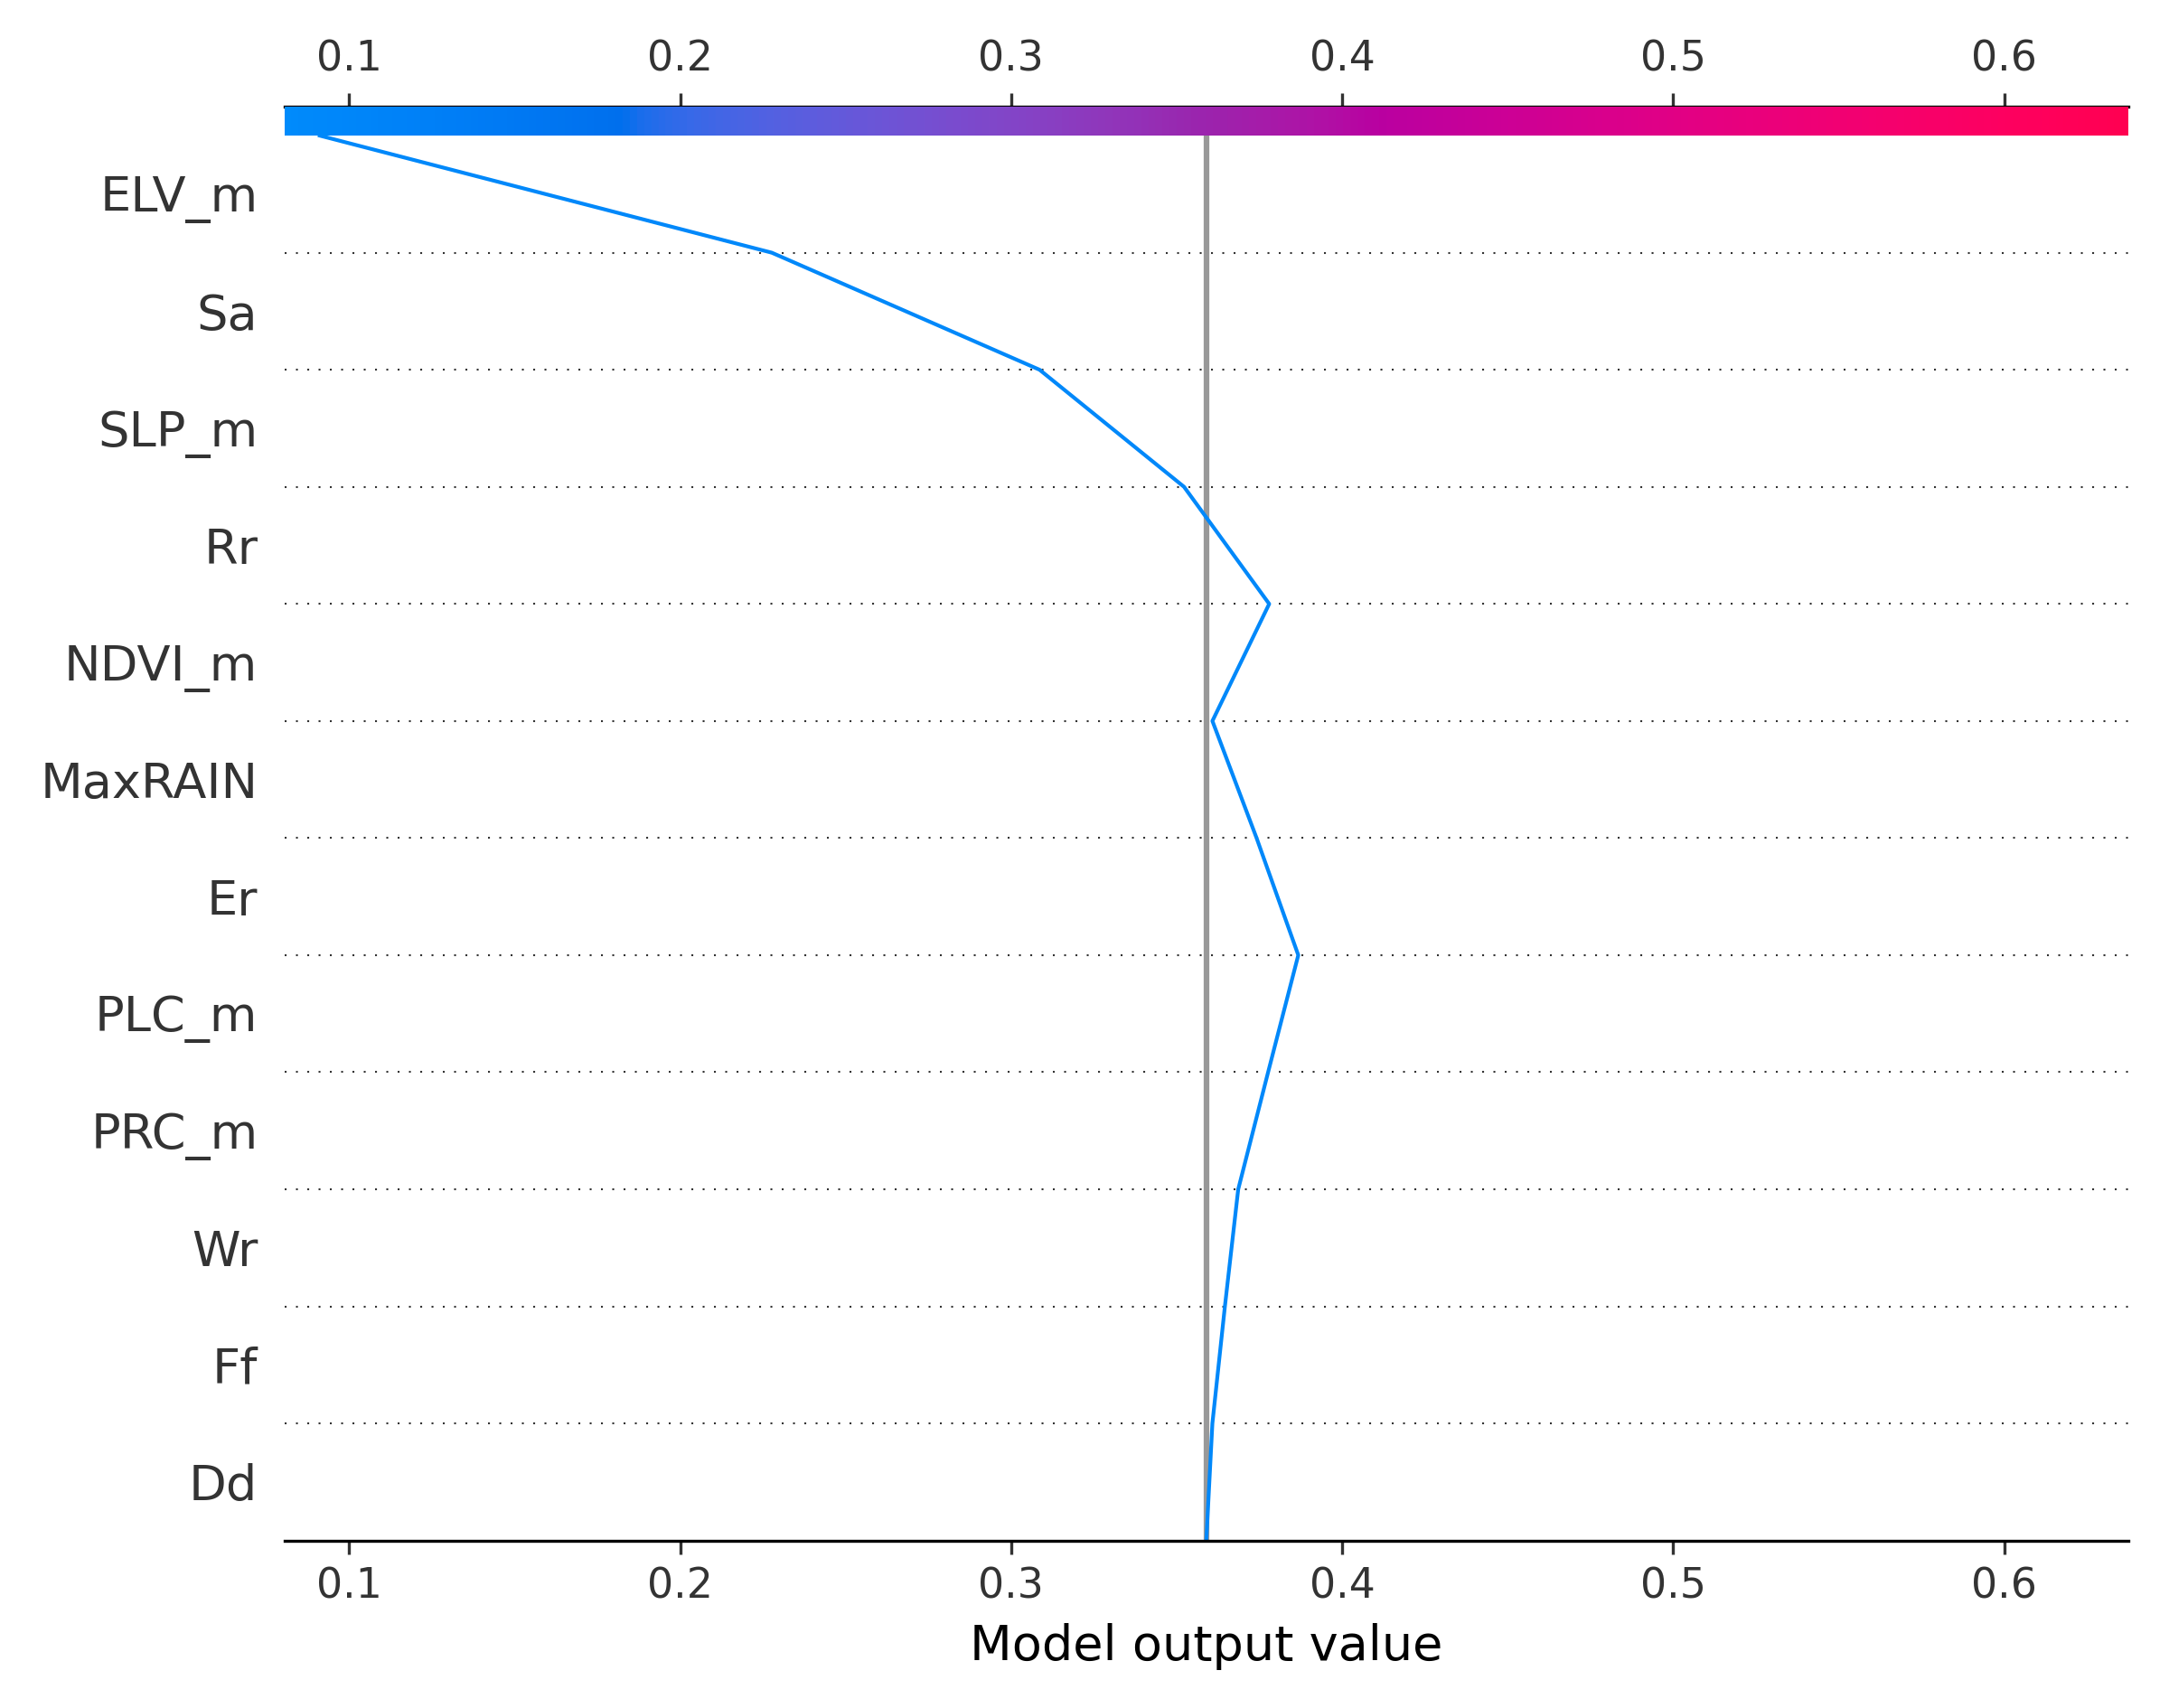 0.1 0.2 0.3 0.4 0.5 0.6
ELV_m
Sa
SLP_m
Rr
NDVI_m
MaxRAIN
Er
PLC_m
PRC_m
Wr
Ff
Dd
0.1 0.2 0.3 0.4 0.5 0.6
Model output value